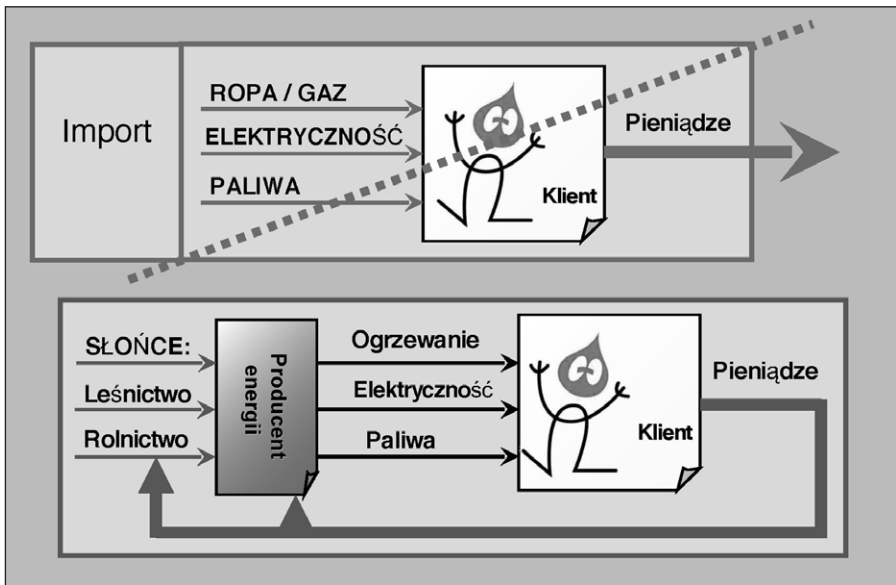 Import
ROPA / GAZ
ELEKTRYCZNOŚĆ
PALIWA
Klient
Pieniądze
SŁOŃCE:
Leśnictwo
Rolnictwo
Producent
energii
Ogrzewanie
Elektryczność
Paliwa
Klient
Pieniądze